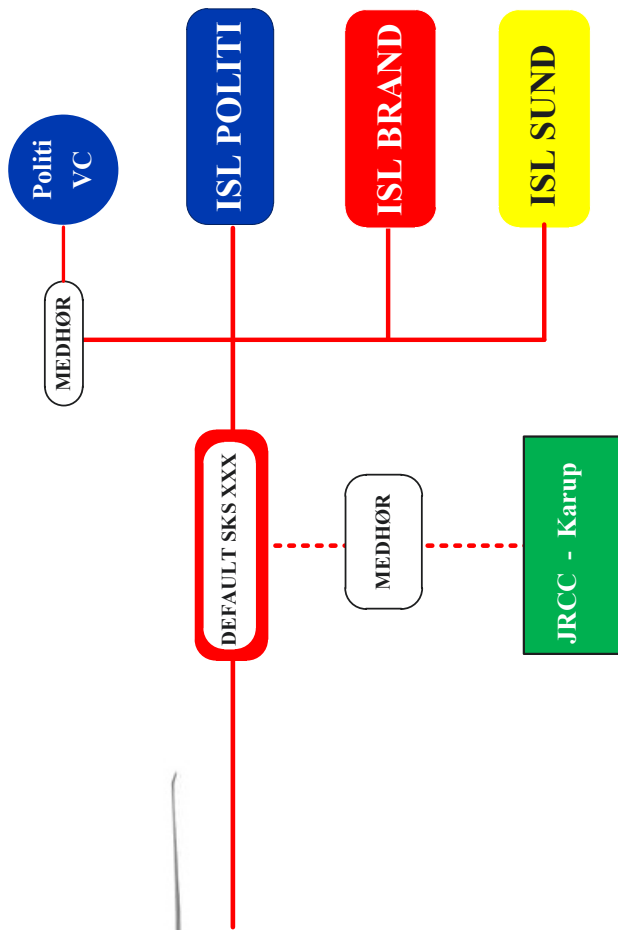 Politi
VC
ISL POLITI
ISL BRAND
ISL SUND
MEDHØR
DEFAULT SKS XXX
MEDHØR
JRCC - Karup